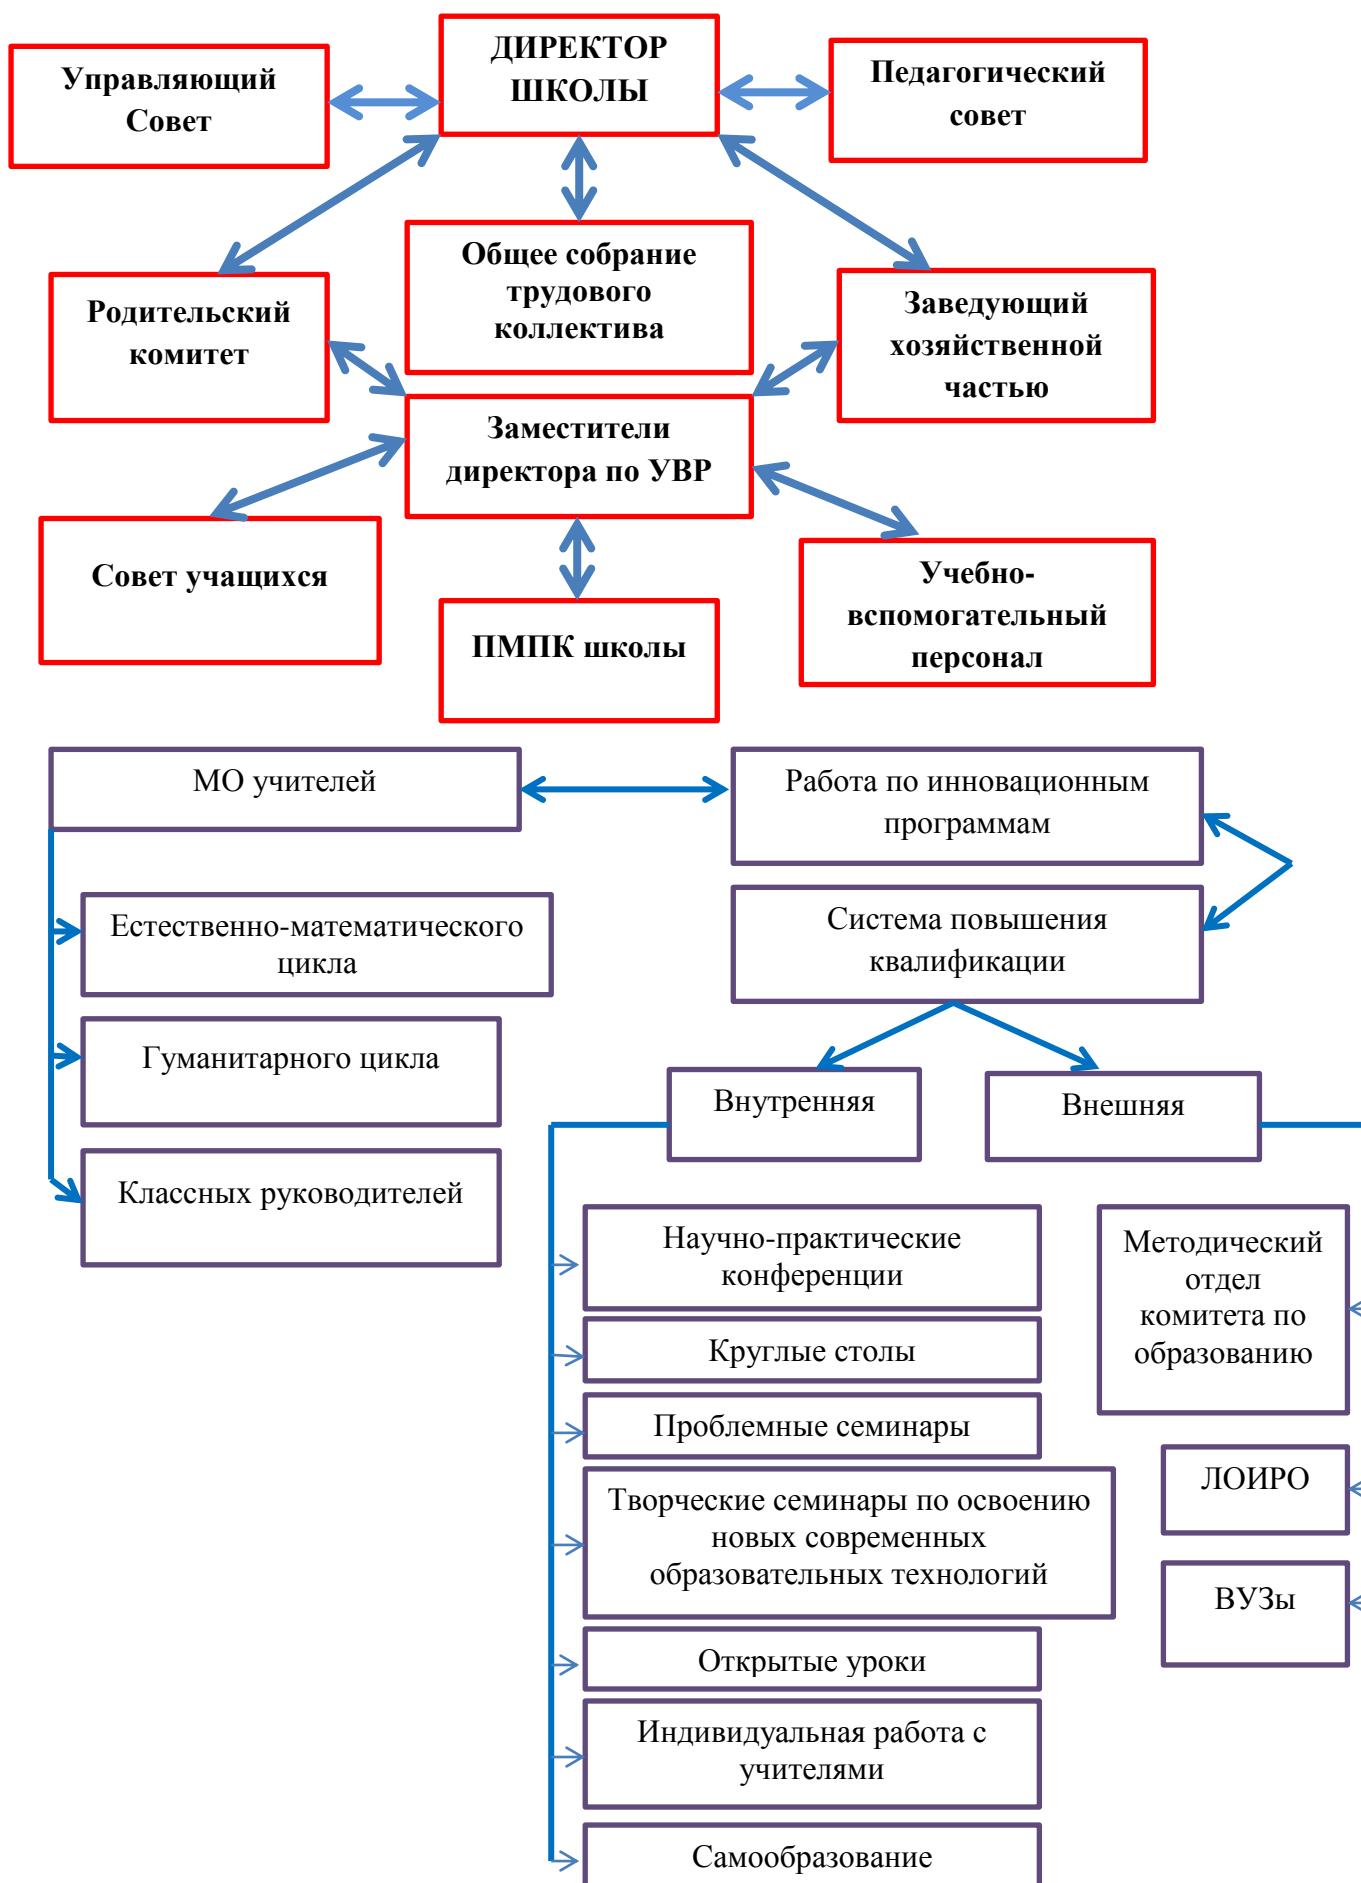 ДИРЕКТОР
ШКОЛЫ
Управляющий
Совет
Педагогический
совет
Общее собрание
трудового
коллектива
Родительский
комитет
Заведующий
хозяйственной
частью
Заместители
директора по УВР
Совет учащихся
Учебно-
вспомогательный
персонал
ПМПК школы
МО учителей
Работа по инновационным
программам
Естественно-математического
цикла
Система повышения
квалификации
Гуманитарного цикла
Внутренняя
Внешняя
Классных руководителей
Научно-практические
конференции
Методический
отдел
комитета по
образованию
Круглые столы
Проблемные семинары
ЛОИРО
Творческие семинары по освоению
новых современных
образовательных технологий
ВУЗы
Открытые уроки
Индивидуальная работа с
учителями
Самообразование